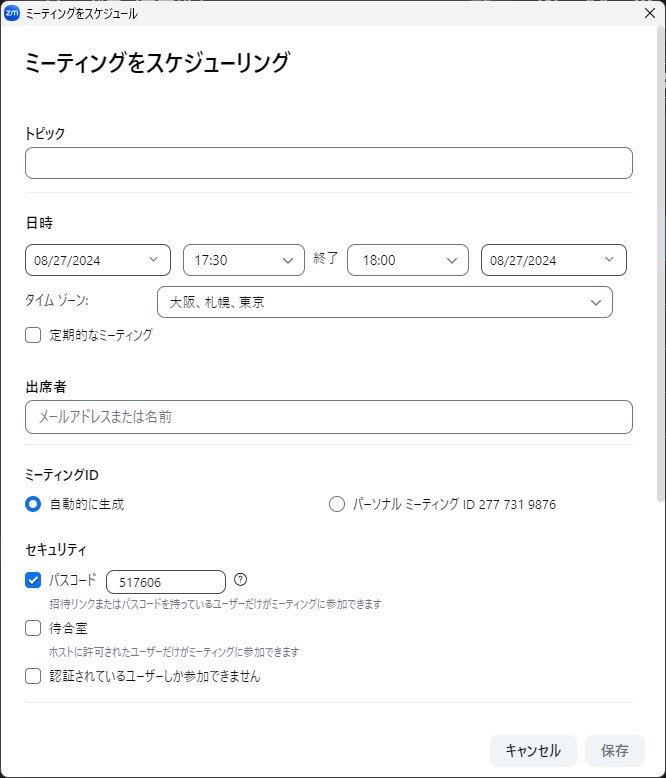 zm ミーティングをスケジュール
ミーティングをスケジューリング
トピック
日時
08/27/2024 17:30 終了 18:00 08/27/2024
タイム ゾーン: 大阪、札幌、東京
定期的なミーティング
出席者
メールアドレスまたは名前
ミーティングID
自動的に生成 パーソナル ミーティング ID 277 731 9876
セキュリティ
パスコード 517606 ?
招待リンクまたはパスコードを持っているユーザーだけがミーティングに参加できます
待合室
ホストに許可されたユーザーだけがミーティングに参加できます
認証されているユーザーしか参加できません
キャンセル 保存